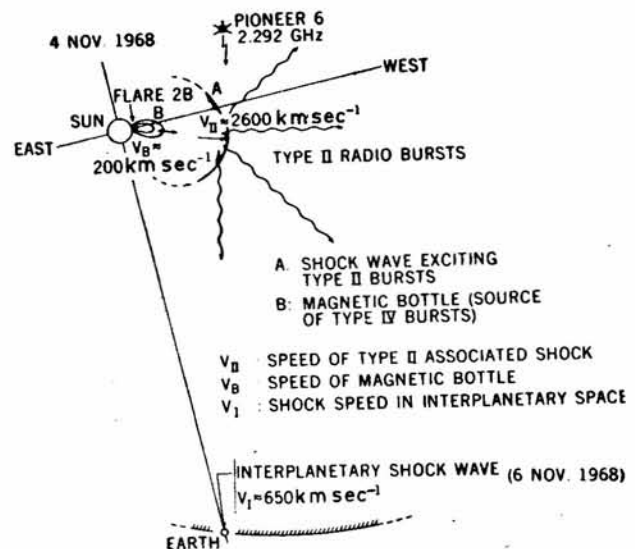 PIONEER 6
2.292 GHz
4 NOV. 1968
WEST
FLARE 2B
A
SUN
B
V_II ≈ 2600 km sec⁻¹
EAST
V_B ≈
200 km sec⁻¹
TYPE II RADIO BURSTS
A. SHOCK WAVE EXCITING
TYPE II BURSTS
B: MAGNETIC BOTTLE (SOURCE
OF TYPE IV BURSTS)
V_II : SPEED OF TYPE II ASSOCIATED SHOCK
V_B SPEED OF MAGNETIC BOTTLE
V_I : SHOCK SPEED IN INTERPLANETARY SPACE
INTERPLANETARY SHOCK WAVE (6 NOV. 1968)
V_I ≈ 650 km sec⁻¹
EARTH